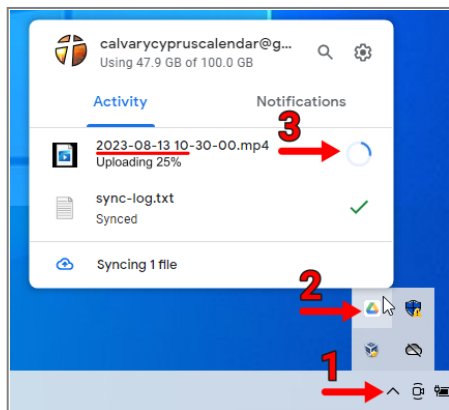 calvarycypruscalendar@g...
Using 47.9 GB of 100.0 GB
Activity Notifications
2023-08-13 10-30-00.mp4
Uploading 25%
3
sync-log.txt
Synced
Syncing 1 file
2
1